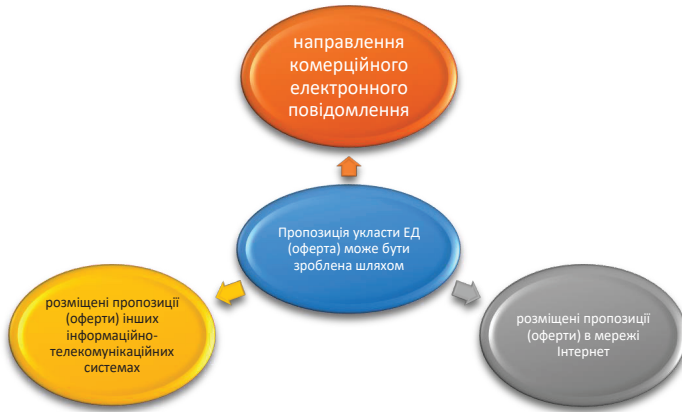 направлення
комерційного
електронного
повідомлення
Пропозиція укласти ЕД
(оферта) може бути
зроблена шляхом
розміщені пропозиції
(оферти) інших
інформаційно-
телекомунікаційних
системах
розміщені пропозиції
(оферти) в мережі
Інтернет